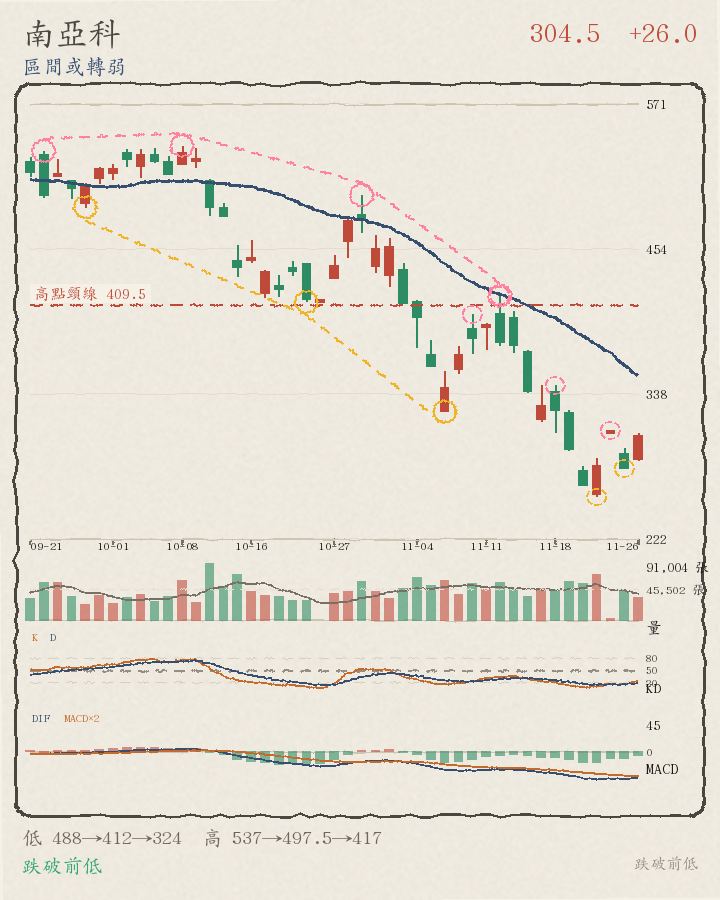 南亞科
304.5 +26.0
區間或轉弱
571
454
高點頸線 409.5
338
222
09-21 10-01 10-08 10-16 10-27 11-04 11-11 11-18 11-26
91,004 張
45,502 張
量
K D
80
50
20
KD
DIF MACD×2
45
0
MACD
低 488→412→324 高 537→497.5→417
跌破前低
跌破前低